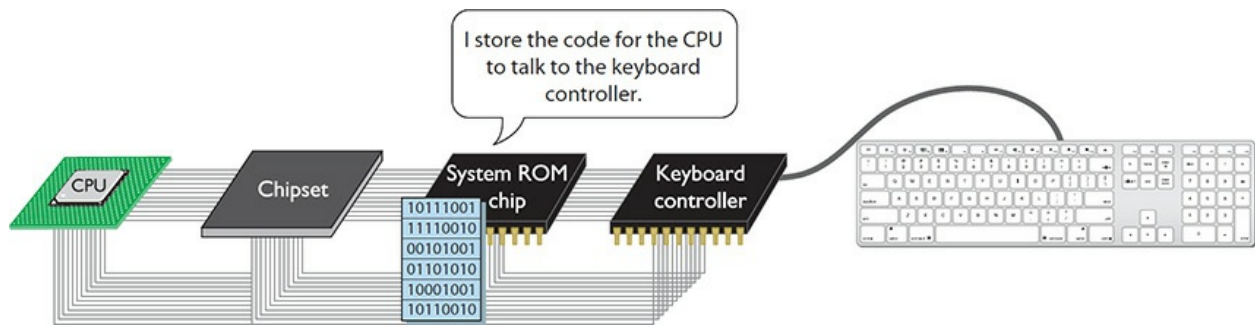 I store the code for the CPU
to talk to the keyboard
controller.
CPU
Chipset
System ROM
chip
Keyboard
controller
10111001
11110010
00101001
01101010
10001001
10110010